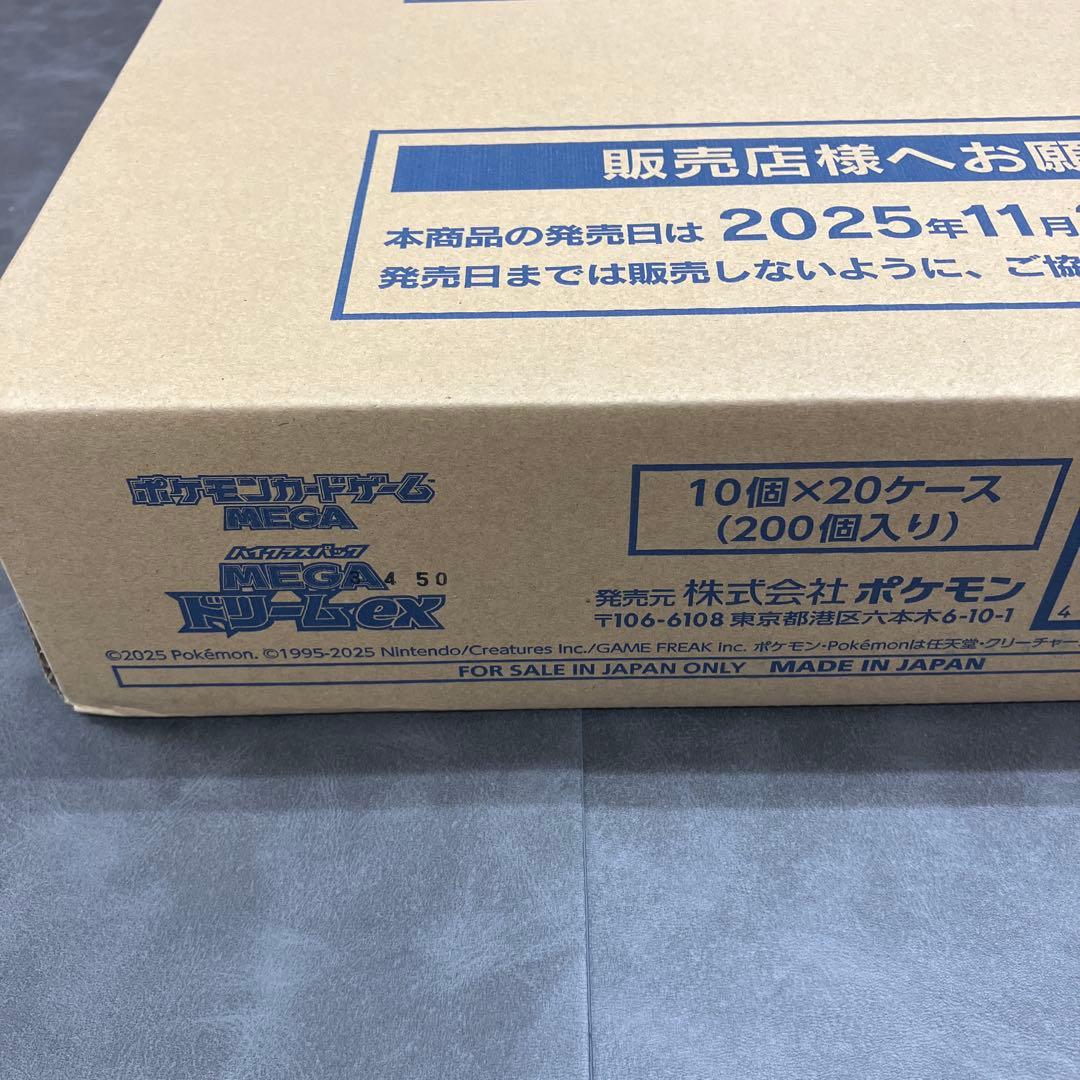 販売店様へお願
本商品の発売日は 2025年11月
発売日までは販売しないように、ご協
ポケモンカードゲーム
MEGA
ハイクラスパック
MEGA
ドリームex
3 4 50
10個×20ケース
(200個入り)
発売元 株式会社 ポケモン
〒106-6108 東京都港区六本木6-10-1
4
©2025 Pokémon. ©1995-2025 Nintendo/Creatures Inc./GAME FREAK inc. ポケモン・Pokémonは任天堂・クリーチャー
FOR SALE IN JAPAN ONLY MADE IN JAPAN